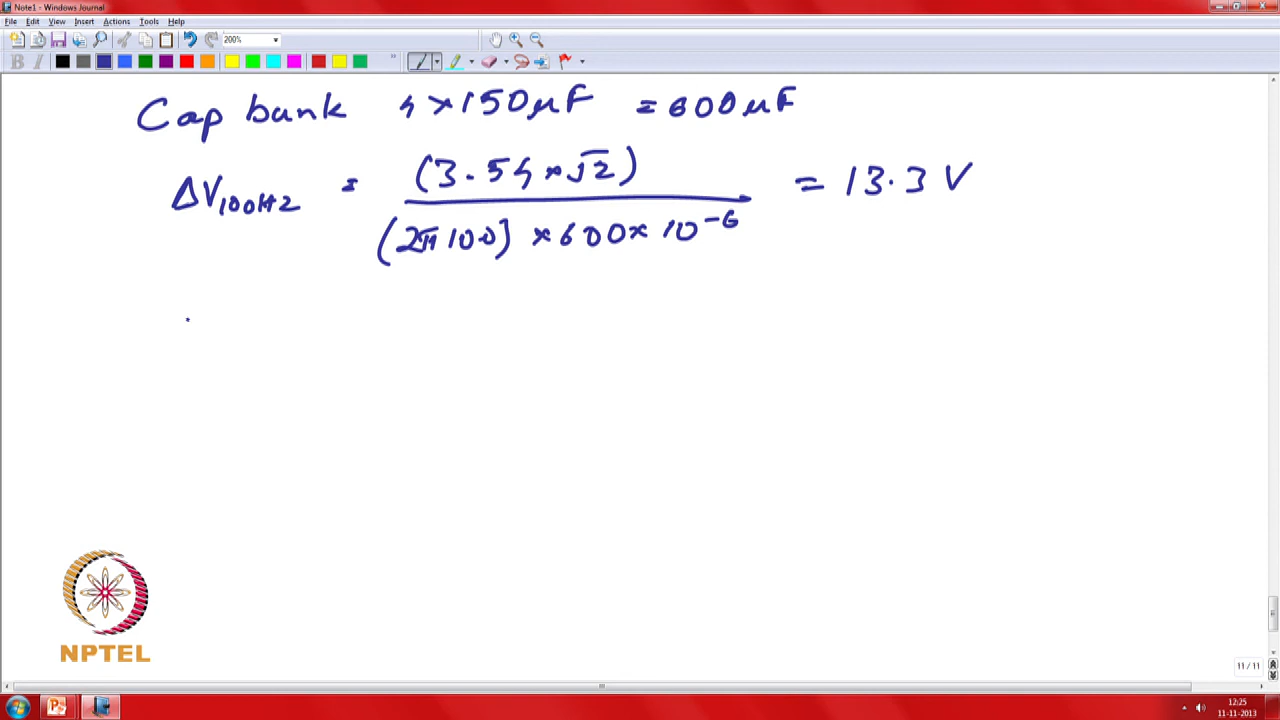 Note1 - Windows Journal
File Edit View Insert Actions Tools Help
200%
B I
Cap bank 4×150μF = 600μF
ΔV100Hz = (3.54×√2) / (2π100)×600×10⁻⁶ = 13.3 V
NPTEL
11 / 11
12:25
11-11-2013